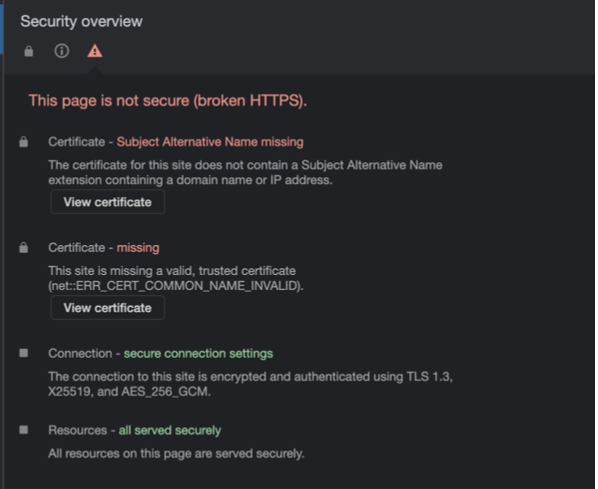 Security overview
This page is not secure (broken HTTPS).
Certificate - Subject Alternative Name missing
The certificate for this site does not contain a Subject Alternative Name
extension containing a domain name or IP address.
View certificate
Certificate - missing
This site is missing a valid, trusted certificate
(net::ERR_CERT_COMMON_NAME_INVALID).
View certificate
Connection - secure connection settings
The connection to this site is encrypted and authenticated using TLS 1.3,
X25519, and AES_256_GCM.
Resources - all served securely
All resources on this page are served securely.